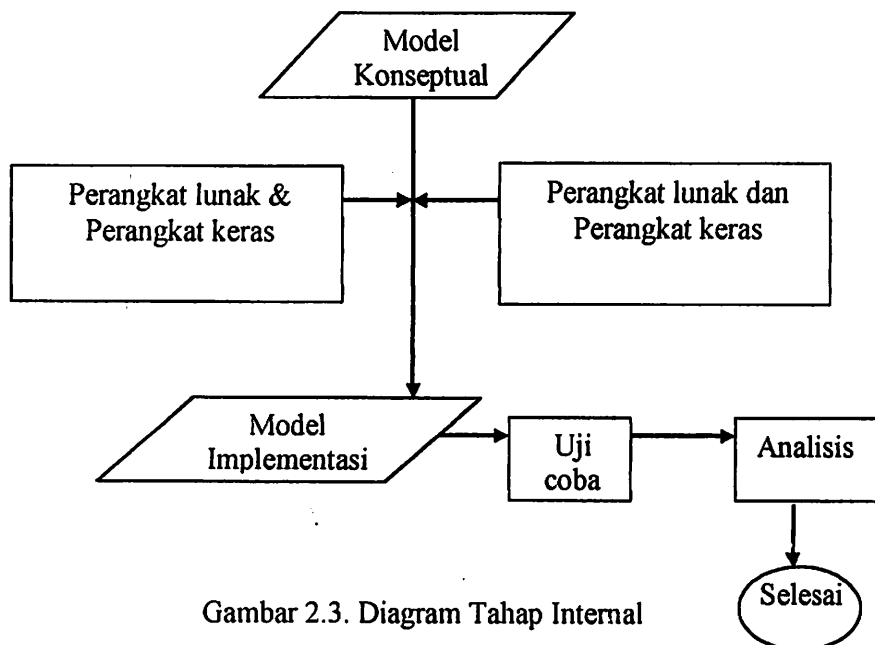 Model
Konseptual
Perangkat lunak &
Perangkat keras
Perangkat lunak dan
Perangkat keras
Model
Implementasi
Uji
coba
Analisis
Selesai
Gambar 2.3. Diagram Tahap Internal